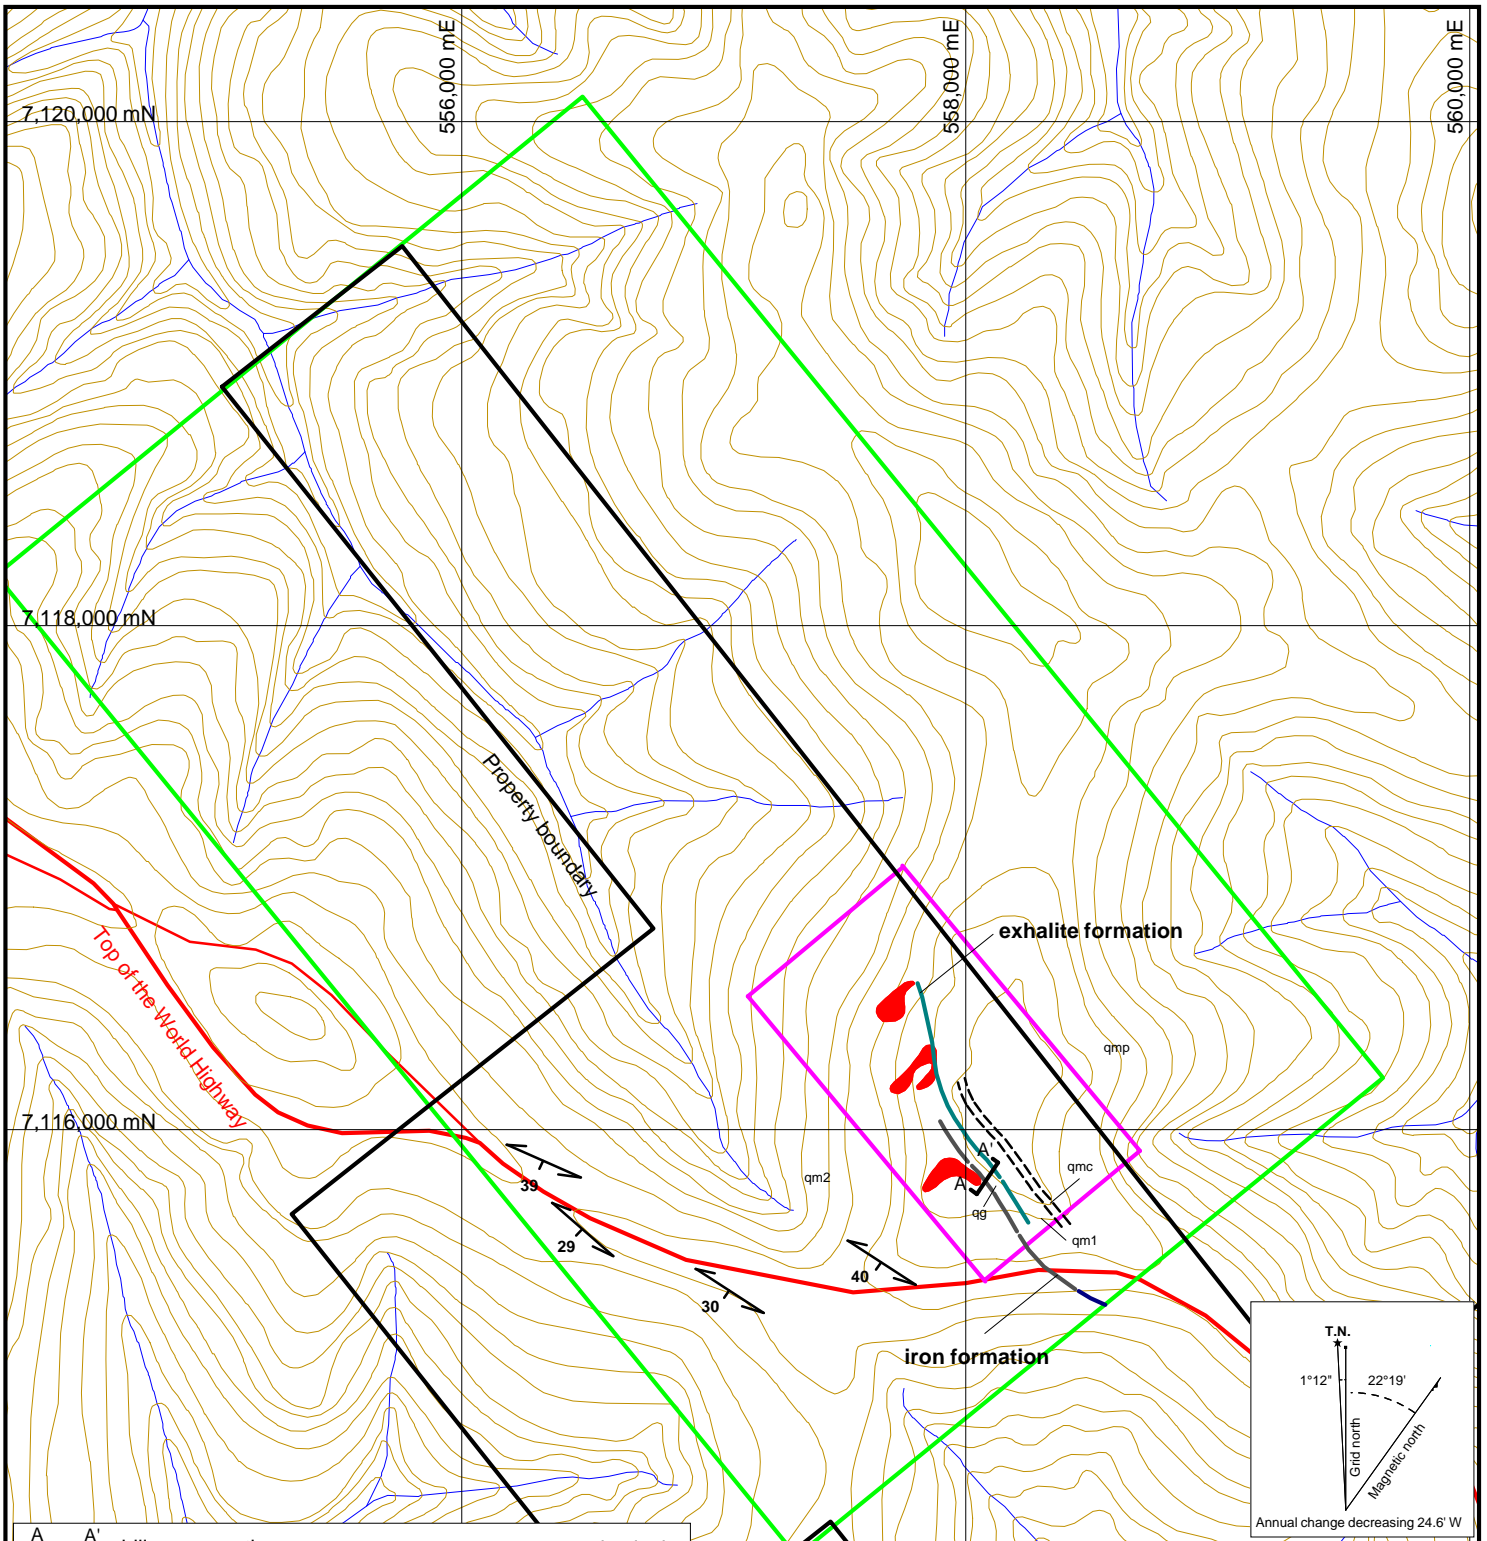 556,000 mE
558,000 mE
560,000 mE
7,120,000 mN
7,118,000 mN
Property boundary
Top of the World Highway
exhalite formation
qmp
7,116,000 mN
A'
qmc
qm2
A
39
qg
qm1
29
40
30
iron formation
T.N.
1°12"
22°19'
Grid north
Magnetic north
Annual change decreasing 24.6' W
A A'